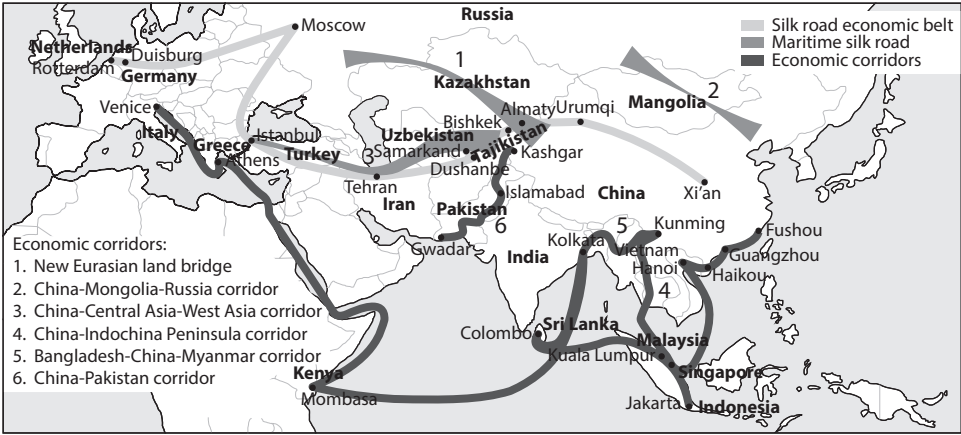 Russia
Moscow
Silk road economic belt
Maritime silk road
Economic corridors
Netherlands
Duisburg
Rotterdam
Germany
1
Kazakhstan
2
Mangolia
Venice
Almaty
Urumqi
Italy
Bishkek
Istanbul
Uzbekistan
Tajikistan
Greece
Samarkand
Kashgar
Athens
Turkey
3
Dushanbe
Tehran
Islamabad
China
Xi’an
Iran
Pakistan
6
5
Kunming
Fushou
Gwadar
India
Kolkata
Vietnam
Guangzhou
Hanoi
Haikou
4
Economic corridors:
1. New Eurasian land bridge
2. China-Mongolia-Russia corridor
3. China-Central Asia-West Asia corridor
4. China-Indochina Peninsula corridor
5. Bangladesh-China-Myanmar corridor
6. China-Pakistan corridor
Colombo
Sri Lanka
Malaysia
Kuala Lumpur
Singapore
Kenya
Mombasa
Jakarta
Indonesia